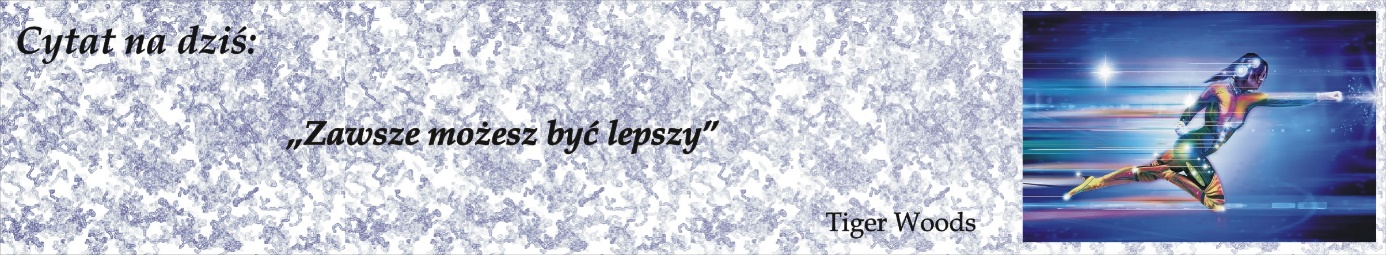 Cytat na dziś:
„Zawsze możesz być lepszy”
Tiger Woods